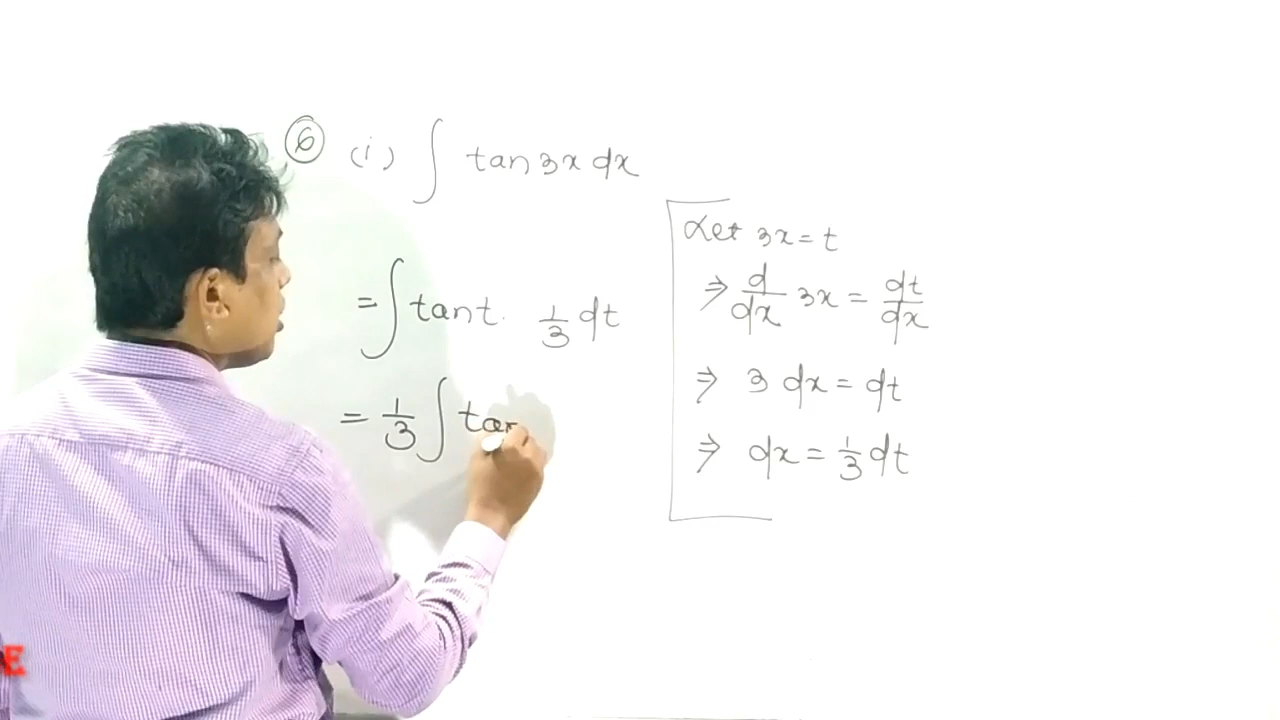 6 (i) ∫ tan 3x dx
= ∫ tan t. 1/3 dt
= 1/3 ∫ tan
Let 3x = t
⇒ d/dx 3x = dt/dx
⇒ 3 dx = dt
⇒ dx = 1/3 dt
E